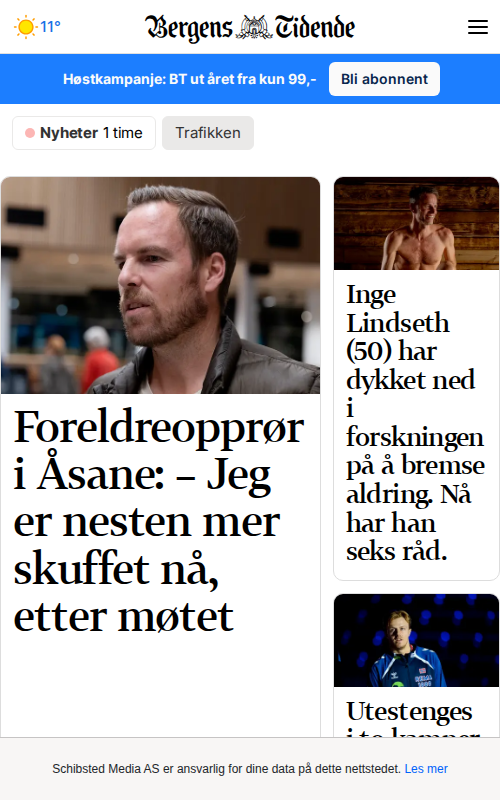 11°
Bergens Tidende
Høstkampanje: BT ut året fra kun 99,-
Bli abonnent
Nyheter 1 time
Trafikken
Foreldreopprør
i Åsane: – Jeg
er nesten mer
skuffet nå,
etter møtet
Inge
Lindseth
(50) har
dykket ned
i
forskningen
på å bremse
aldring. Nå
har han
seks råd.
Utestenges
i to kamper
Schibsted Media AS er ansvarlig for dine data på dette nettstedet. Les mer